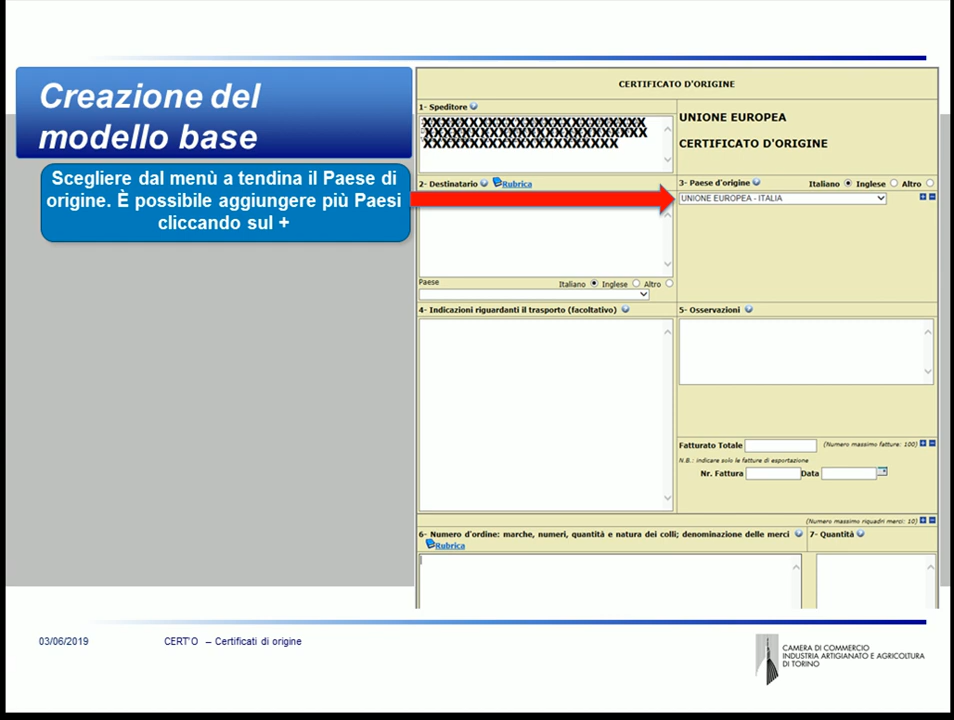 Creazione del
modello base
Scegliere dal menù a tendina il Paese di
origine. È possibile aggiungere più Paesi
cliccando sul +
CERTIFICATO D'ORIGINE
1- Speditore
XXXXXXXXXXXXXXXXXXXXXXXX
XXXXXXXXXXXXXXXXXXXXXXXX
XXXXXXXXXXXXXXXXXXXXX
UNIONE EUROPEA
CERTIFICATO D'ORIGINE
2- Destinatario Rubrica
3- Paese d'origine Italiano Inglese Altro
UNIONE EUROPEA - ITALIA
Paese Italiano Inglese Altro
4- Indicazioni riguardanti il trasporto (facoltativo)
5- Osservazioni
Fatturato Totale (Numero massimo fatture: 100)
N.B.: indicare solo le fatture di esportazione
Nr. Fattura Data
(Numero massimo riquadri merci: 10)
6- Numero d'ordine: marche, numeri, quantità e natura dei colli; denominazione delle merci
Rubrica
7- Quantità
03/06/2019
CERT'O – Certificati di origine
CAMERA DI COMMERCIO
INDUSTRIA ARTIGIANATO E AGRICOLTURA
DI TORINO